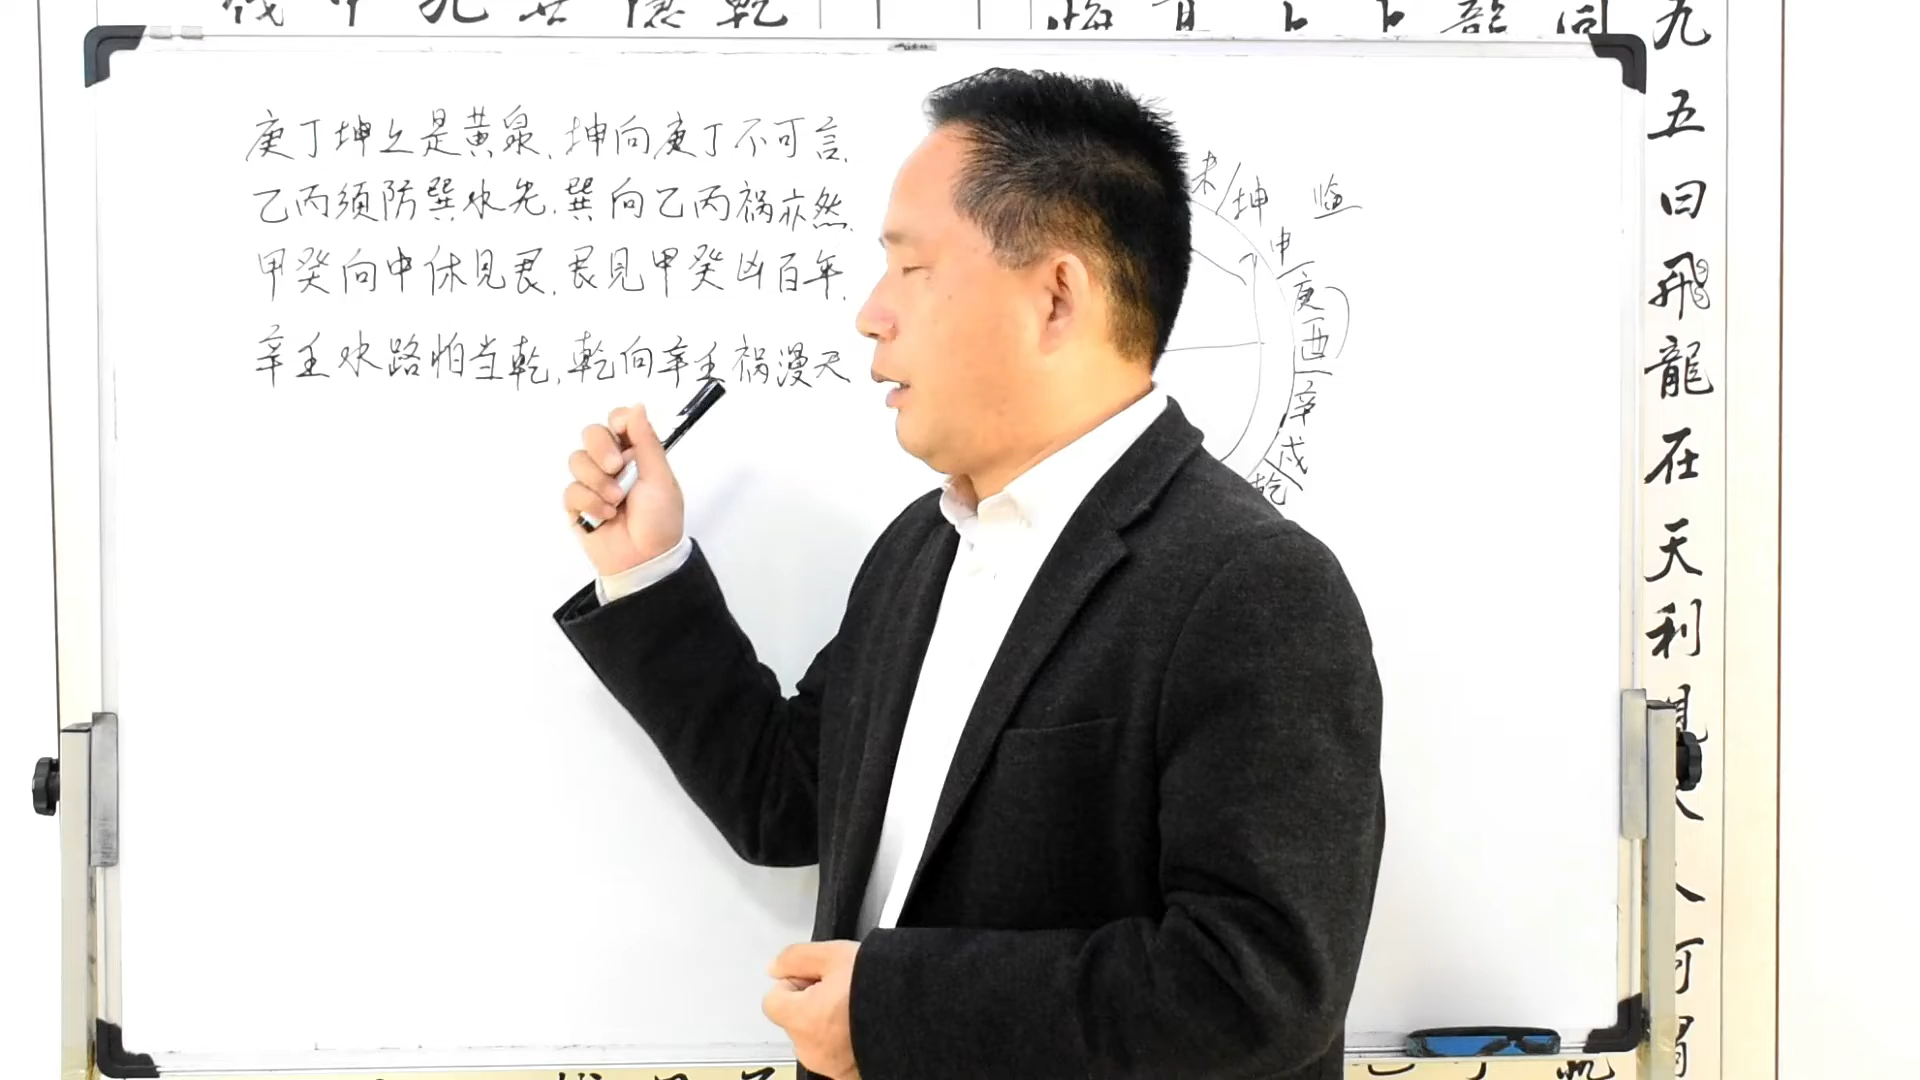 庚丁坤上是黄泉.坤向庚丁不可言.
乙丙须防巽水先.巽向乙丙祸亦然.
甲癸向中休见艮.艮见甲癸凶百年.
辛壬水路怕当乾.乾向辛壬祸漫天
未
坤
临
申
庚
酉
辛
戌
乾
九五曰飛龍在天利見